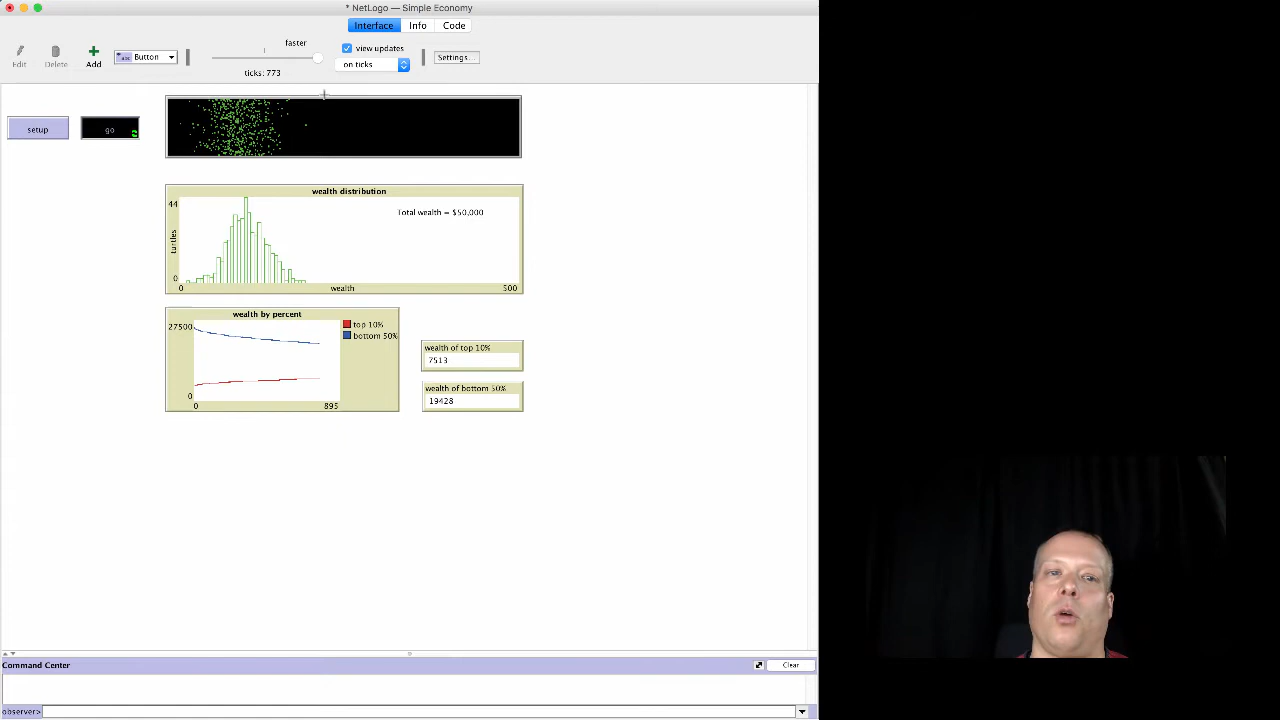 * NetLogo — Simple Economy
Interface Info Code
Edit Delete Add Button faster view updates
on ticks Settings...
ticks: 773
setup go
wealth distribution
44
turtles
0
Total wealth = $50,000
0 wealth 500
wealth by percent
27500
0
top 10%
bottom 50%
0 895
wealth of top 10%
7513
wealth of bottom 50%
19428
Command Center Clear
observer>